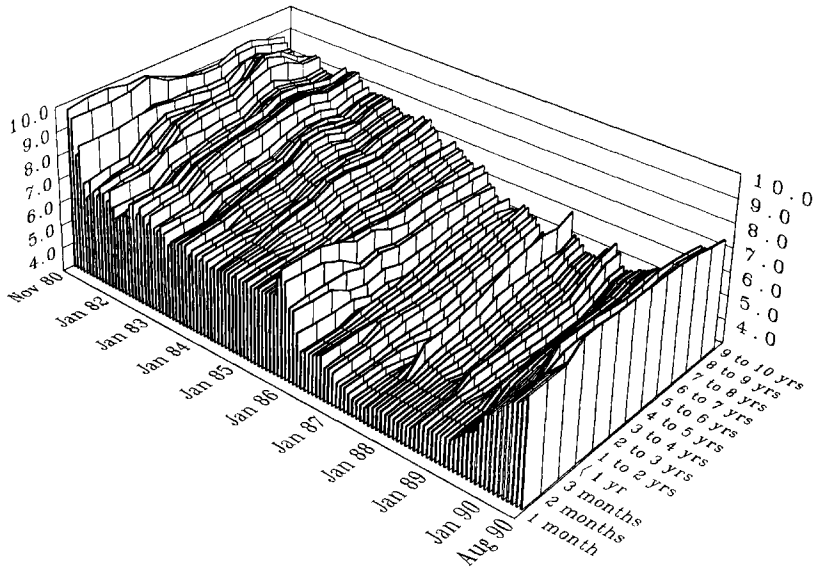 10.0
9.0
8.0
7.0
6.0
5.0
4.0
Nov 80
Jan 82
Jan 83
Jan 84
Jan 85
Jan 86
Jan 87
Jan 88
Jan 89
Jan 90
Aug 90
10.0
9.0
8.0
7.0
6.0
5.0
4.0
9 to 10 yrs
8 to 9 yrs
7 to 8 yrs
6 to 7 yrs
5 to 6 yrs
4 to 5 yrs
3 to 4 yrs
2 to 3 yrs
1 to 2 yrs
< 1 yr
3 months
2 months
1 month